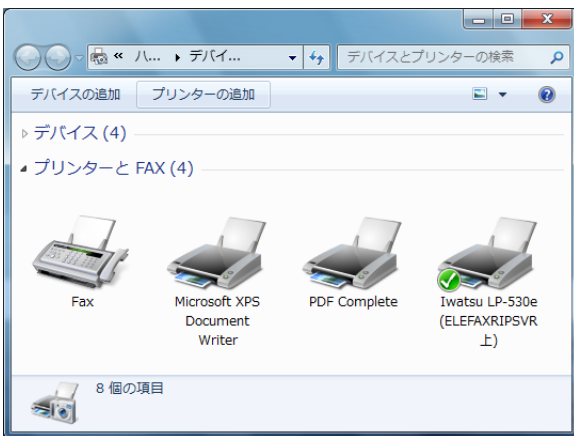 « ハ... ▸ デバイ...
デバイスとプリンターの検索
デバイスの追加 プリンターの追加
デバイス (4)
プリンターと FAX (4)
Fax
Microsoft XPS
Document
Writer
PDF Complete
Iwatsu LP-530e
(ELEFAXRIPSVR
上)
8 個の項目